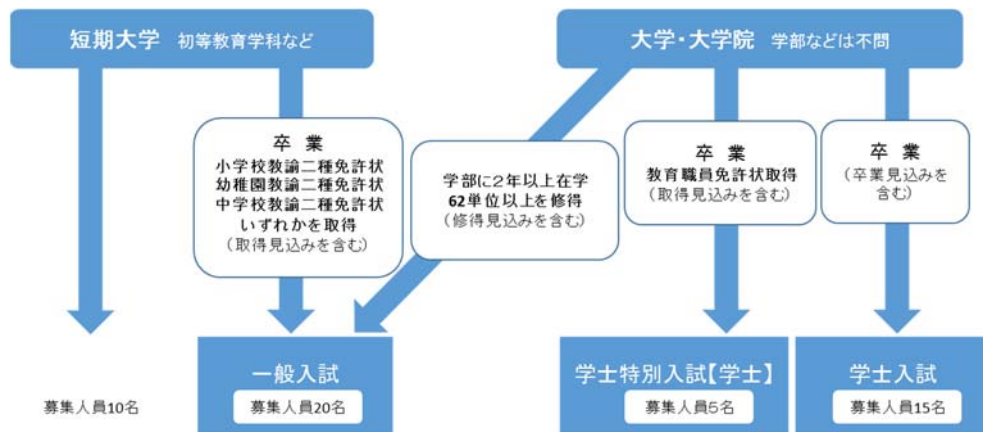 短期大学 初等教育学科など
大学・大学院 学部などは不問
卒 業
小学校教諭二種免許状
幼稚園教諭二種免許状
中学校教諭二種免許状
いずれかを取得
（取得見込みを含む）
学部に２年以上在学
62単位以上を修得
（修得見込みを含む）
卒 業
教育職員免許状取得
（取得見込みを含む）
卒 業
（卒業見込みを
含む）
募集人員10名
一般入試
募集人員20名
学士特別入試【学士】
募集人員5名
学士入試
募集人員15名